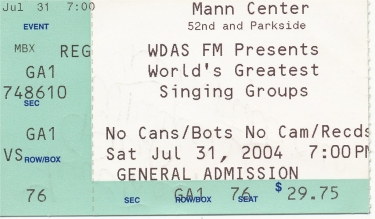 Jul 31 7:00
EVENT
MBX REG
GA1
748610
SEC
GA1
VS ROW/BOX
76
Mann Center
52nd and Parkside
WDAS FM Presents
World's Greatest
Singing Groups
No Cans/Bots No Cam/Recds
Sat Jul 31, 2004 7:00PM
GENERAL ADMISSION
SEC GA1 ROW/BOX 76 SEAT $ 29.75